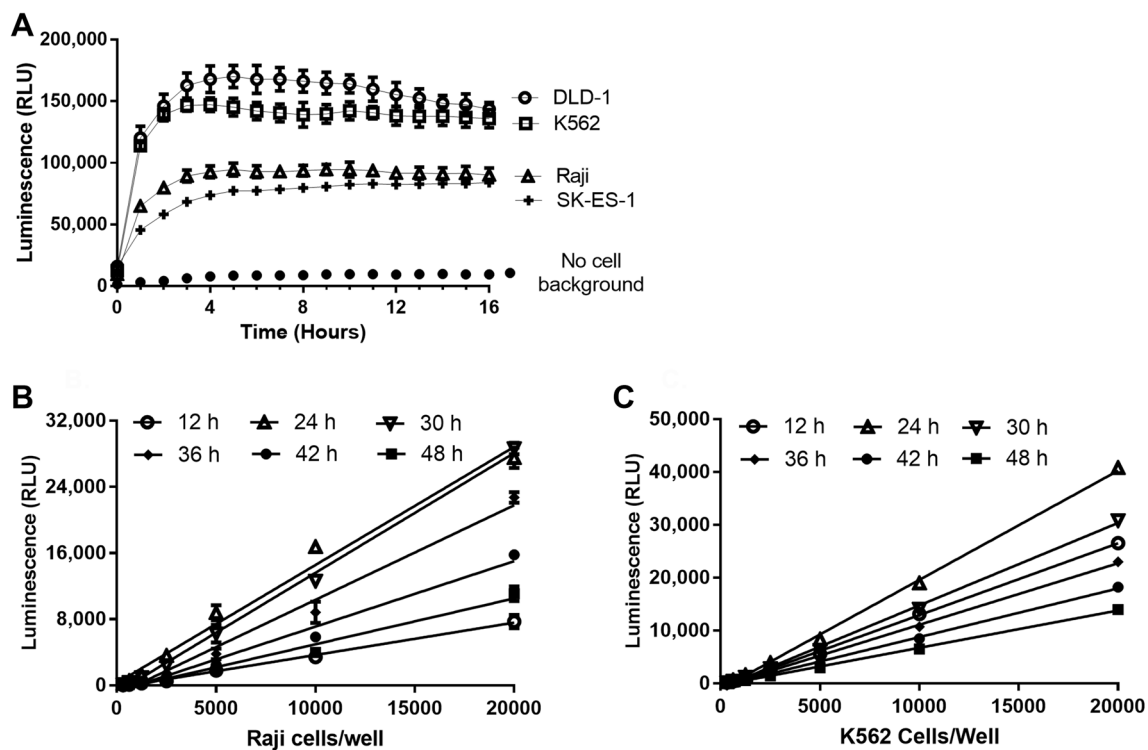 A
Luminescence (RLU)
200,000
150,000
100,000
50,000
0
0 4 8 12 16
Time (Hours)
DLD-1
K562
Raji
SK-ES-1
No cell
background
B
12 h 24 h 30 h
36 h 42 h 48 h
Luminescence (RLU)
32,000
24,000
16,000
8,000
0
0 5000 10000 15000 20000
Raji cells/well
C
12 h 24 h 30 h
36 h 42 h 48 h
Luminescence (RLU)
50,000
40,000
30,000
20,000
10,000
0
0 5000 10000 15000 20000
K562 Cells/Well